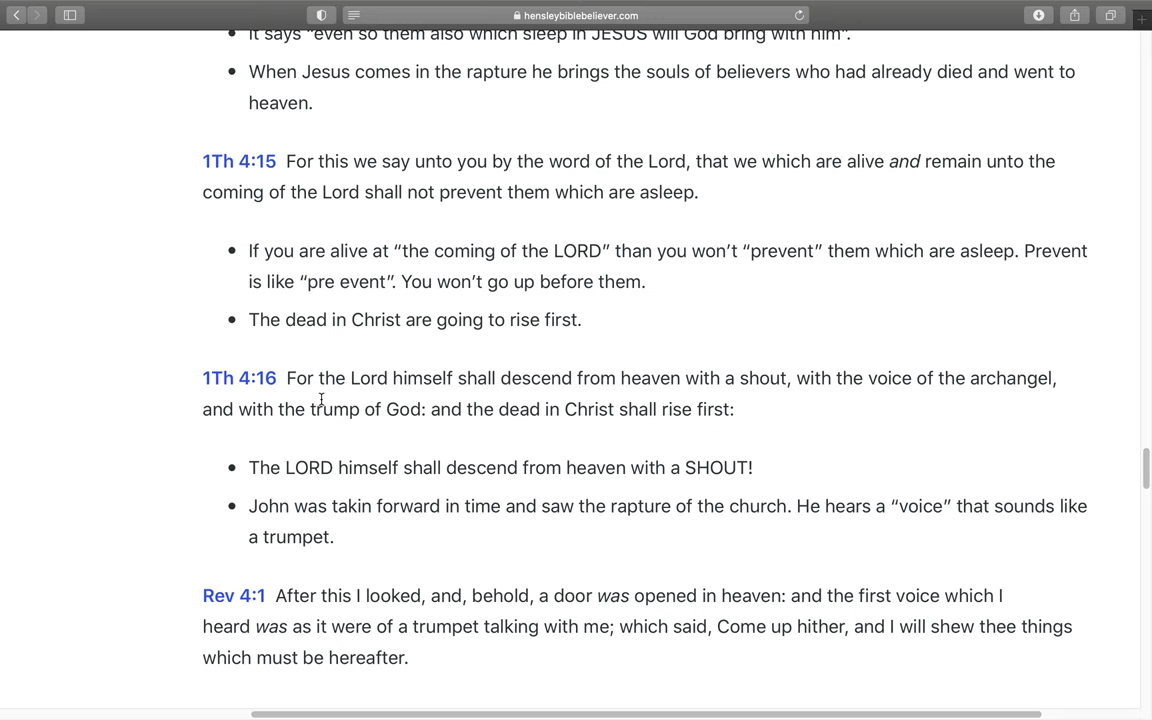 hensleybiblebeliever.com
• It says “even so them also which sleep in JESUS will God bring with him”.
• When Jesus comes in the rapture he brings the souls of believers who had already died and went to
heaven.
1Th 4:15 For this we say unto you by the word of the Lord, that we which are alive and remain unto the
coming of the Lord shall not prevent them which are asleep.
• If you are alive at “the coming of the LORD” than you won’t “prevent” them which are asleep. Prevent
is like “pre event”. You won’t go up before them.
• The dead in Christ are going to rise first.
1Th 4:16 For the Lord himself shall descend from heaven with a shout, with the voice of the archangel,
and with the trump of God: and the dead in Christ shall rise first:
• The LORD himself shall descend from heaven with a SHOUT!
• John was takin forward in time and saw the rapture of the church. He hears a “voice” that sounds like
a trumpet.
Rev 4:1 After this I looked, and, behold, a door was opened in heaven: and the first voice which I
heard was as it were of a trumpet talking with me; which said, Come up hither, and I will shew thee things
which must be hereafter.